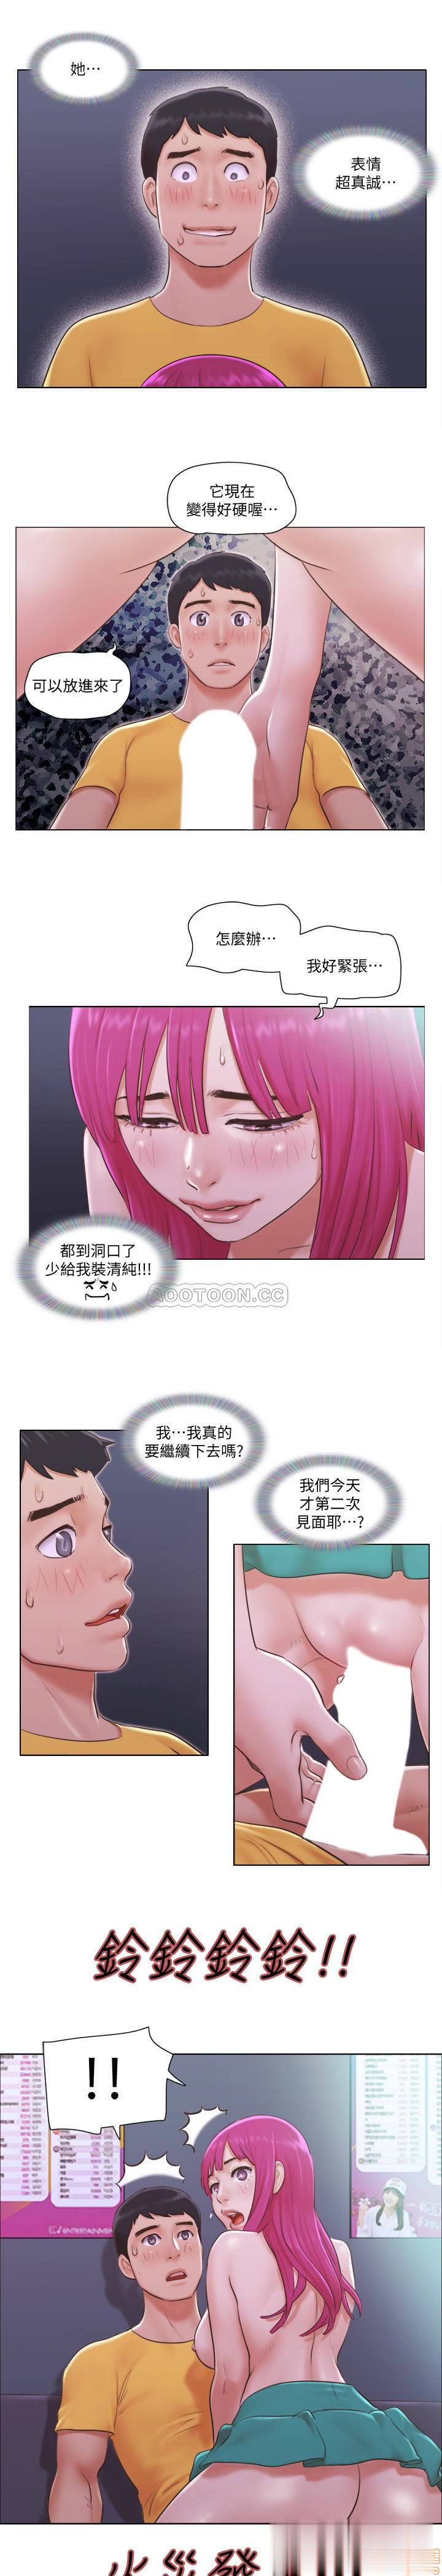 她…
表情
超真誠…
它現在
變得好硬喔…
可以放進來了
怎麼辦…
我好緊張…
都到洞口了
少給我裝清純!!!
TOOTOON.CC
我…我真的
要繼續下去嗎?
我們今天
才第二次
見面耶…?
鈴鈴鈴鈴!!
!!